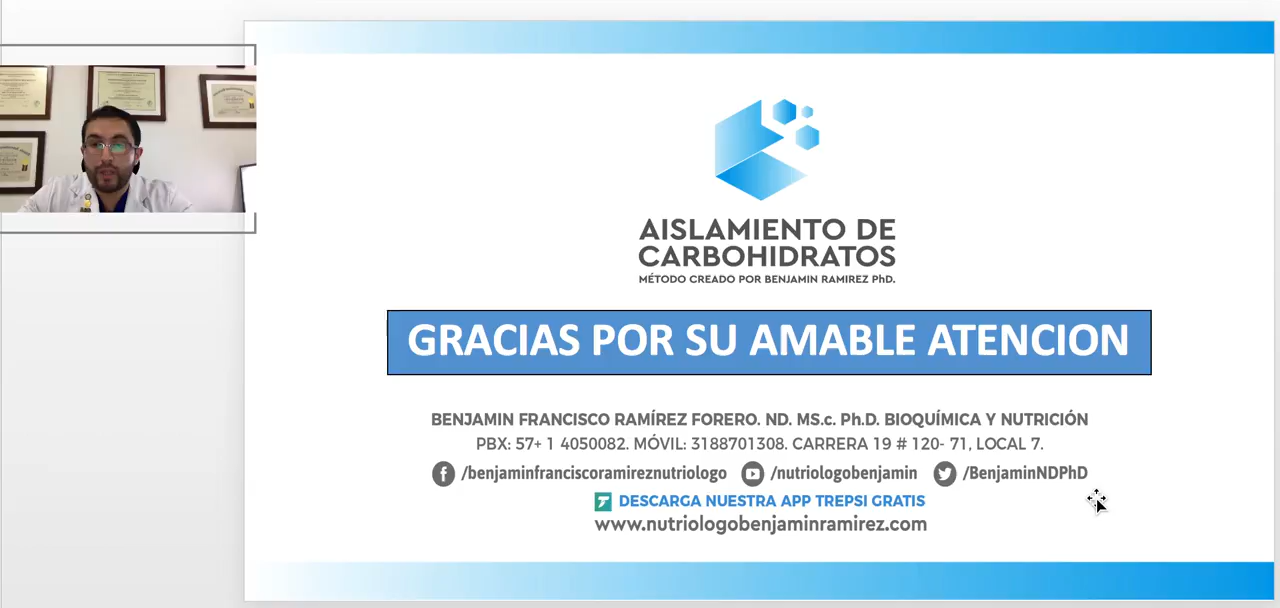 AISLAMIENTO DE
CARBOHIDRATOS
MÉTODO CREADO POR BENJAMIN RAMIREZ PhD.
GRACIAS POR SU AMABLE ATENCION
BENJAMIN FRANCISCO RAMÍREZ FORERO. ND. MS.c. Ph.D. BIOQUÍMICA Y NUTRICIÓN
PBX: 57+ 1 4050082. MÓVIL: 3188701308. CARRERA 19 # 120- 71, LOCAL 7.
/benjaminfranciscoramireznutriologo /nutriologobenjamin /BenjaminNDPhD
DESCARGA NUESTRA APP TREPSI GRATIS
www.nutriologobenjaminramirez.com